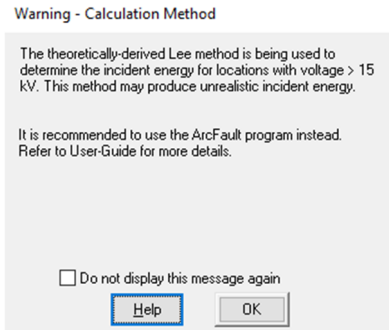 Warning - Calculation Method
The theoretically-derived Lee method is being used to
determine the incident energy for locations with voltage > 15
kV. This method may produce unrealistic incident energy.
It is recommended to use the ArcFault program instead.
Refer to User-Guide for more details.
Do not display this message again
Help
OK